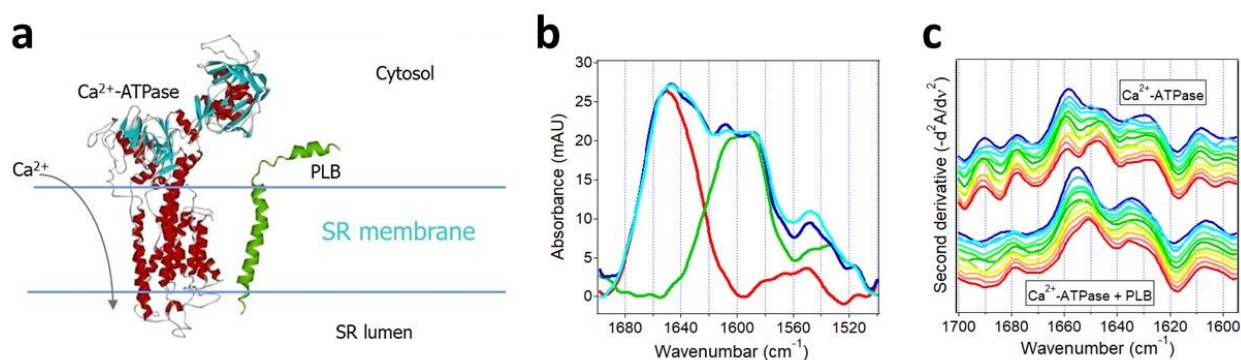 a
Ca²⁺-ATPase
Cytosol
Ca²⁺
PLB
SR membrane
SR lumen
b
Absorbance (mAU)
30
25
20
15
10
5
0
1680
1640
1600
1560
1520
Wavenumbar (cm⁻¹)
c
Second derivative (-d²A/dν²)
Ca²⁺-ATPase
Ca²⁺-ATPase + PLB
1700
1680
1660
1640
1620
1600
Wavenumber (cm⁻¹)